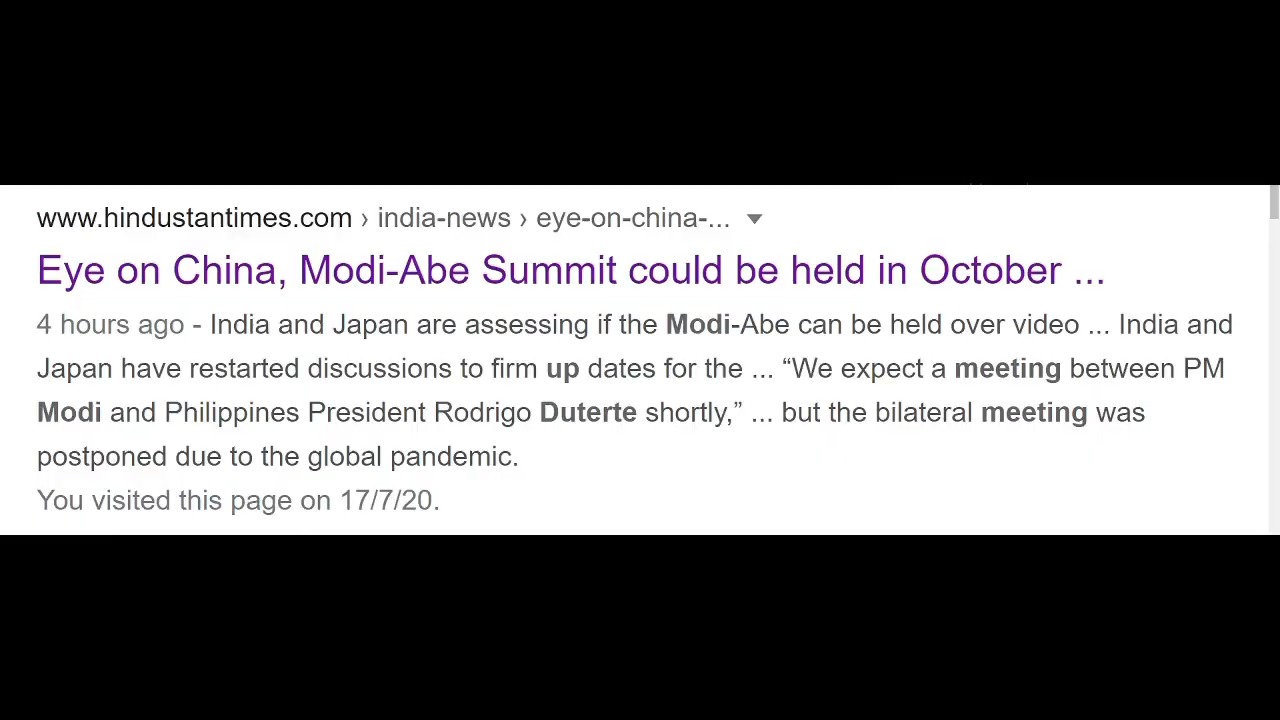 www.hindustantimes.com › india-news › eye-on-china-...
Eye on China, Modi-Abe Summit could be held in October ...
4 hours ago - India and Japan are assessing if the Modi-Abe can be held over video ... India and
Japan have restarted discussions to firm up dates for the ... “We expect a meeting between PM
Modi and Philippines President Rodrigo Duterte shortly,” ... but the bilateral meeting was
postponed due to the global pandemic.
You visited this page on 17/7/20.